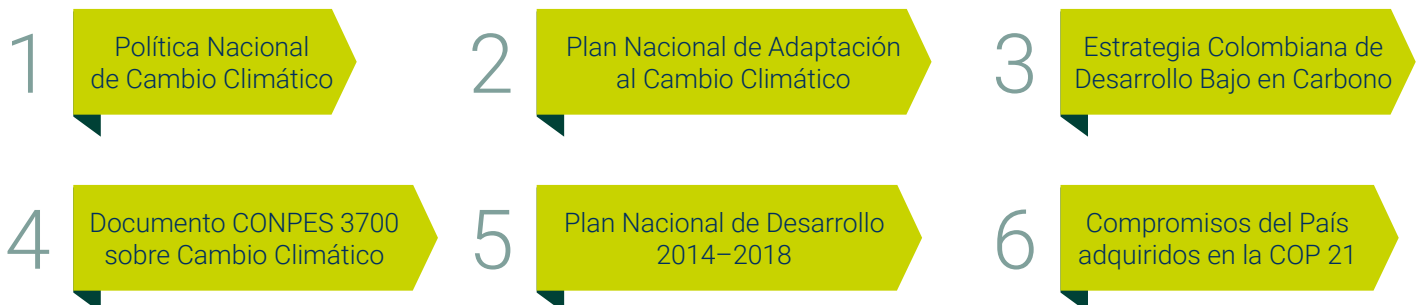 1
Política Nacional
de Cambio Climático
2
Plan Nacional de Adaptación
al Cambio Climático
3
Estrategia Colombiana de
Desarrollo Bajo en Carbono
4
Documento CONPES 3700
sobre Cambio Climático
5
Plan Nacional de Desarrollo
2014–2018
6
Compromisos del País
adquiridos en la COP 21